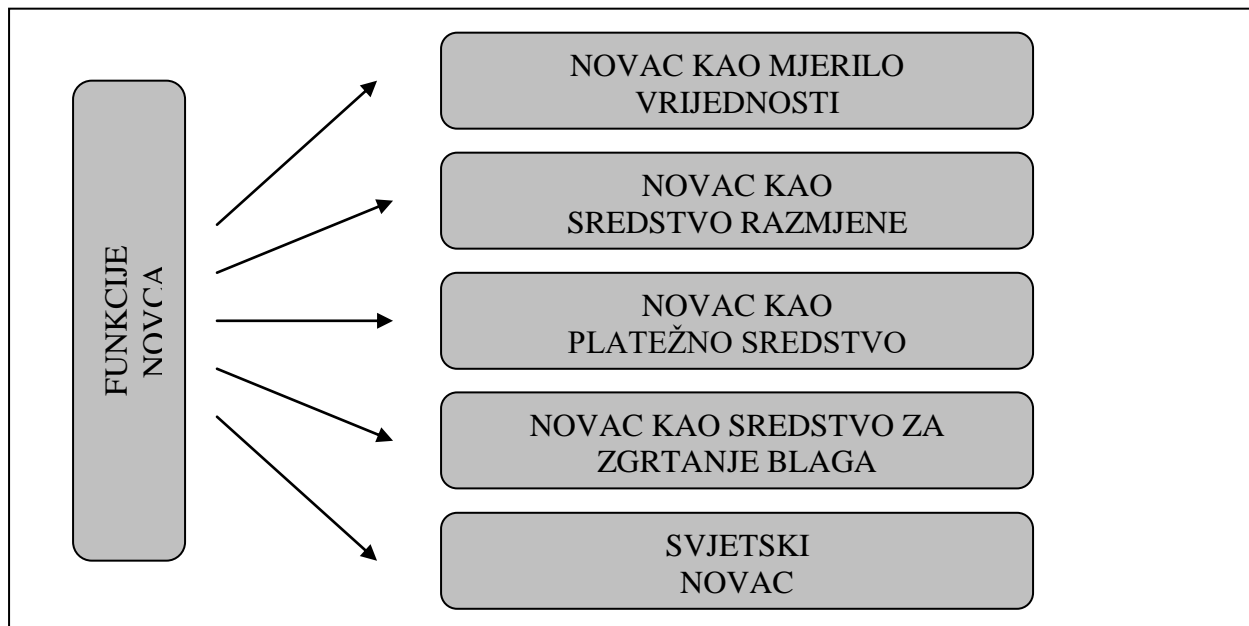 FUNKCIJE
NOVCA
NOVAC KAO MJERILO
VRIJEDNOSTI
NOVAC KAO
SREDSTVO RAZMJENE
NOVAC KAO
PLATEŽNO SREDSTVO
NOVAC KAO SREDSTVO ZA
ZGRTANJE BLAGA
SVJETSKI
NOVAC